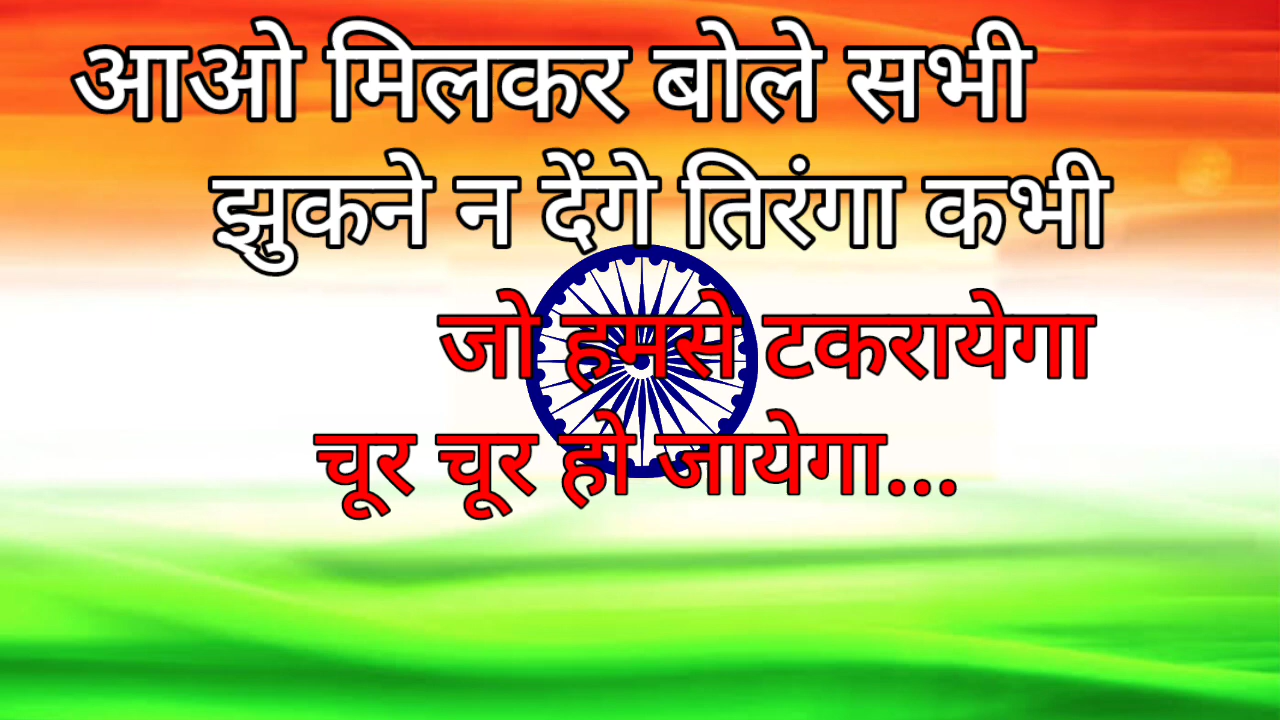 आओ मिलकर बोले सभी
झुकने न देंगे तिरंगा कभी
जो हमसे टकरायेगा
चूर चूर हो जायेगा...